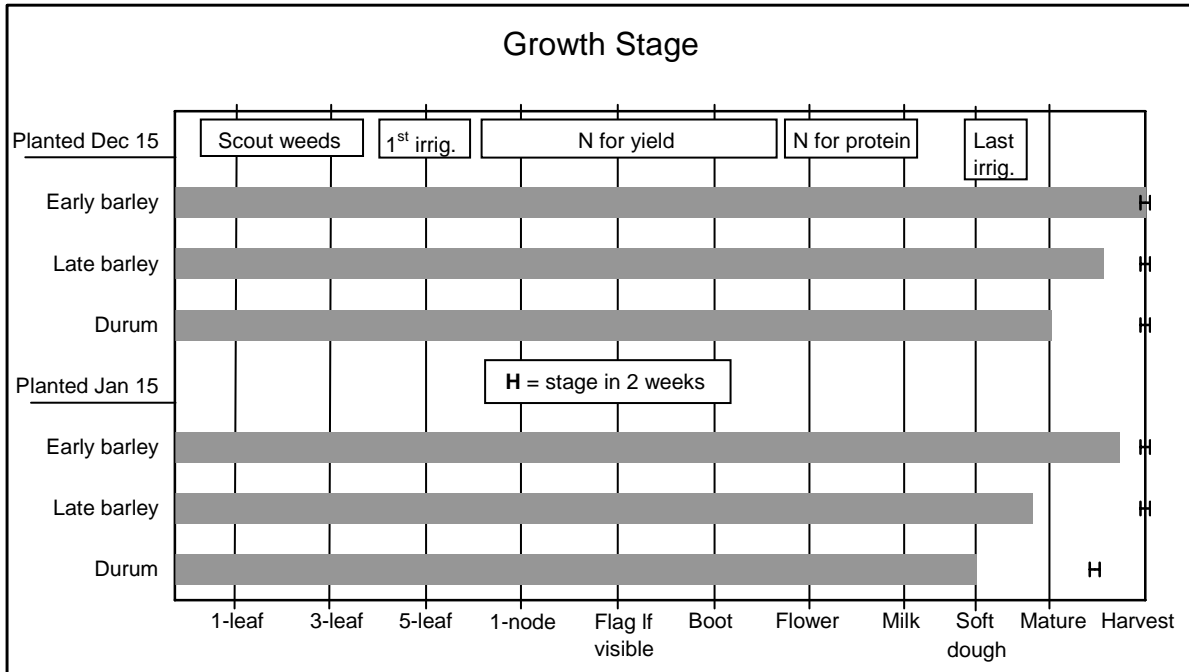 Growth Stage
Planted Dec 15
Scout weeds
1st irrig.
N for yield
N for protein
Last
irrig.
Early barley
H
Late barley
H
Durum
H
Planted Jan 15
H = stage in 2 weeks
Early barley
H
Late barley
H
Durum
H
1-leaf
3-leaf
5-leaf
1-node
Flag lf
visible
Boot
Flower
Milk
Soft
dough
Mature
Harvest